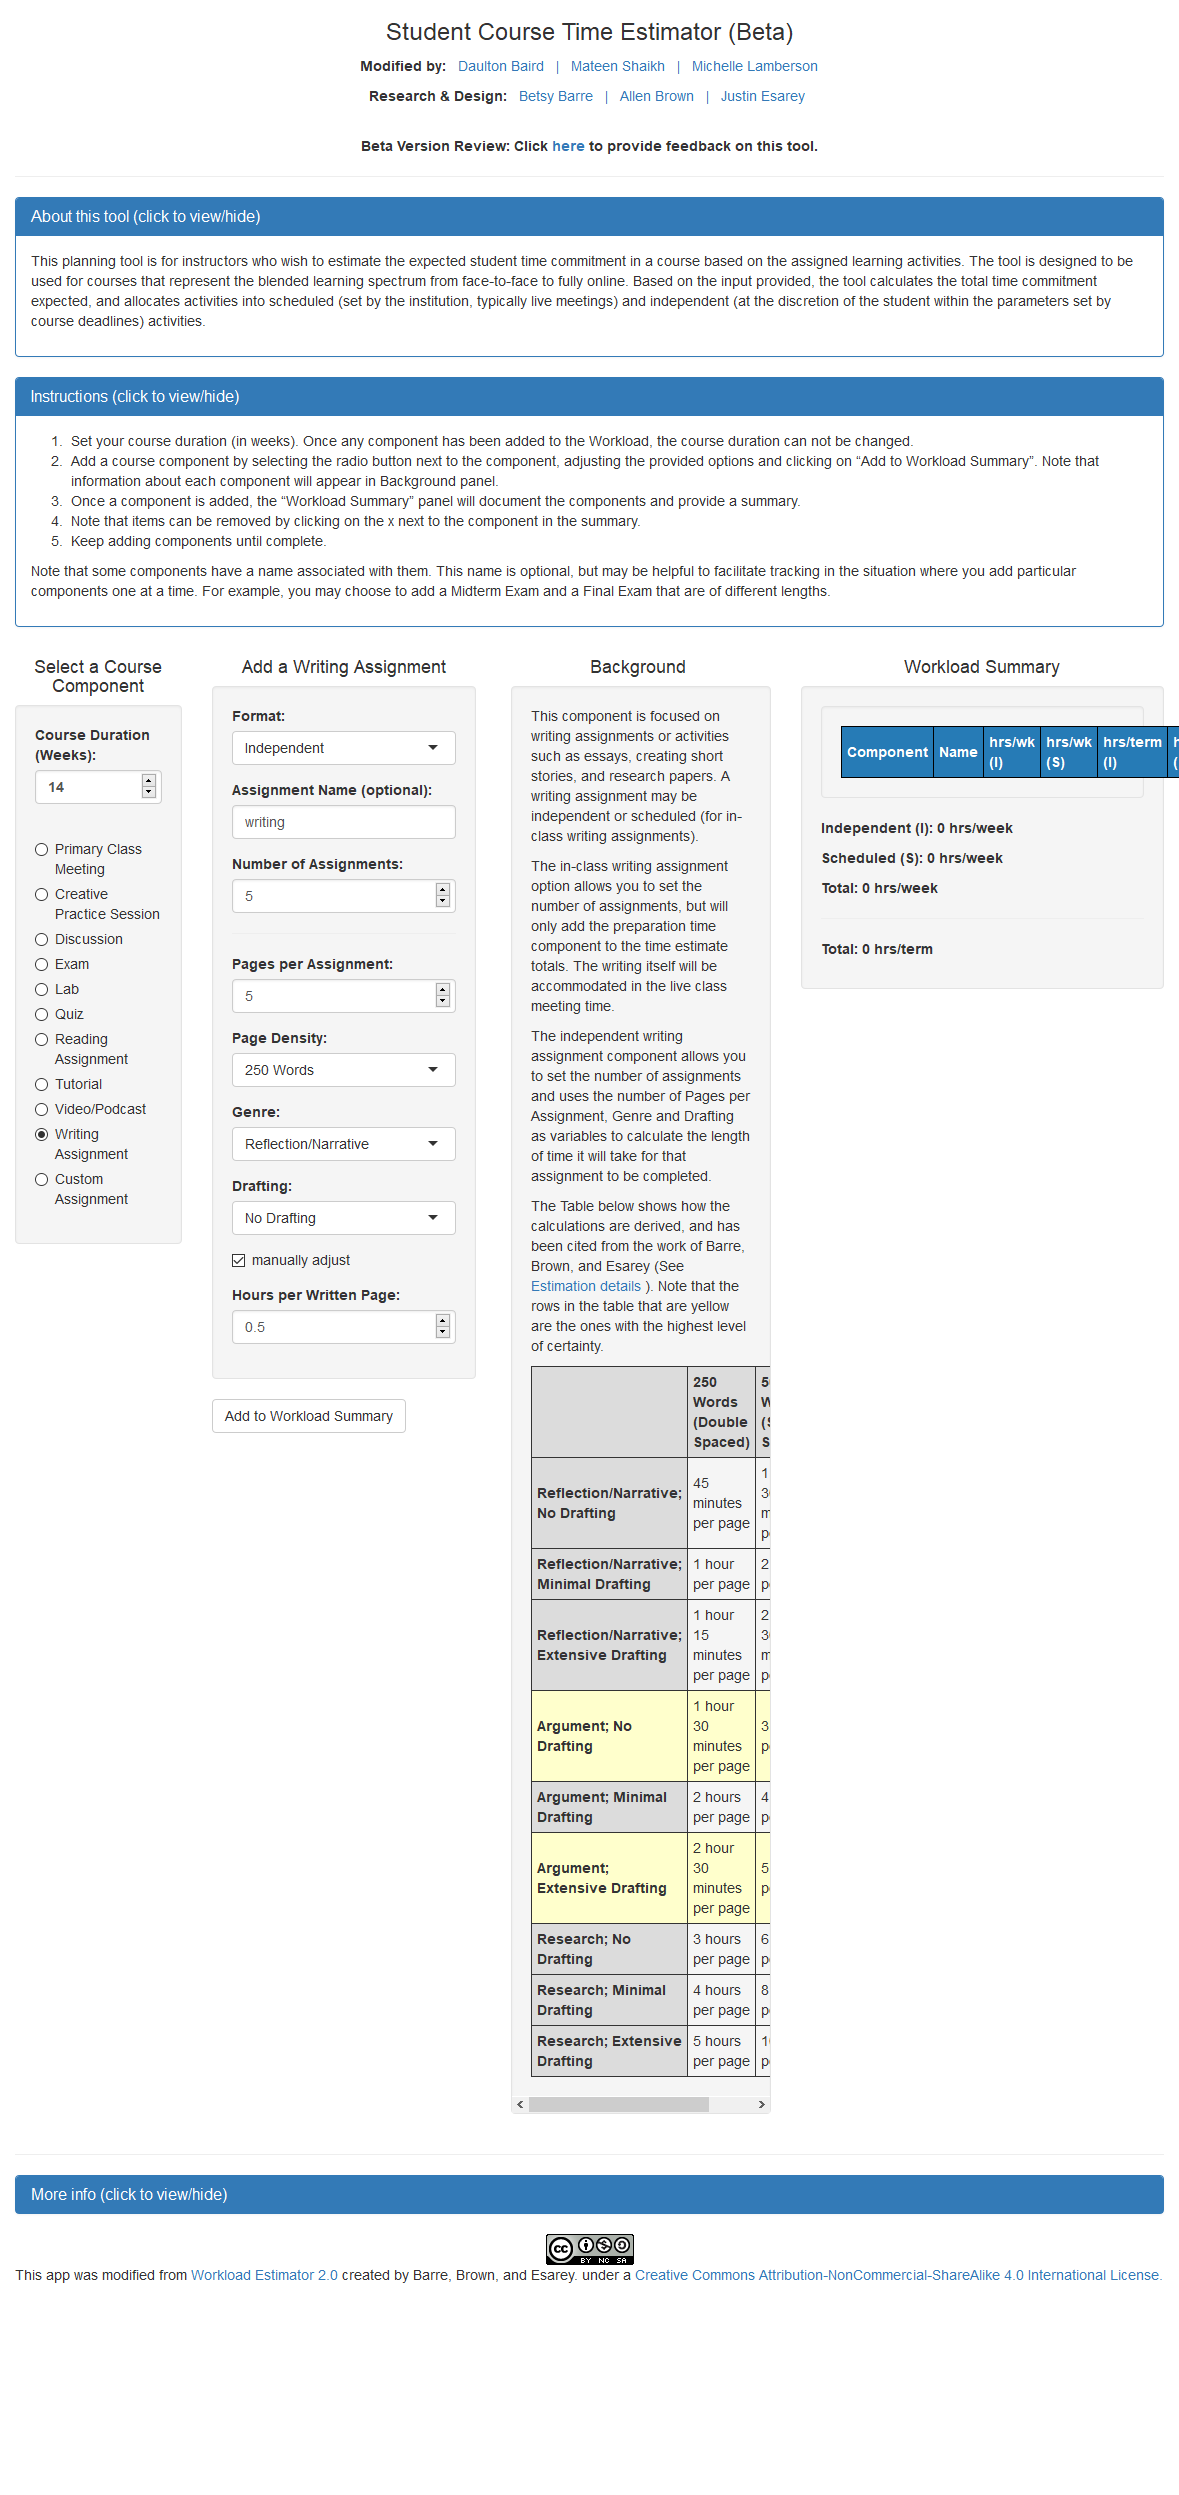 Student Course Time Estimator (Beta)
Modified by: Daulton Baird | Mateen Shaikh | Michelle Lamberson
Research & Design: Betsy Barre | Allen Brown | Justin Esarey
Beta Version Review: Click here to provide feedback on this tool.
About this tool (click to view/hide)
This planning tool is for instructors who wish to estimate the expected student time commitment in a course based on the assigned learning activities. The tool is designed to be
used for courses that represent the blended learning spectrum from face-to-face to fully online. Based on the input provided, the tool calculates the total time commitment
expected, and allocates activities into scheduled (set by the institution, typically live meetings) and independent (at the discretion of the student within the parameters set by
course deadlines) activities.
Instructions (click to view/hide)
1. Set your course duration (in weeks). Once any component has been added to the Workload, the course duration can not be changed.
2. Add a course component by selecting the radio button next to the component, adjusting the provided options and clicking on “Add to Workload Summary”. Note that
information about each component will appear in Background panel.
3. Once a component is added, the “Workload Summary” panel will document the components and provide a summary.
4. Note that items can be removed by clicking on the x next to the component in the summary.
5. Keep adding components until complete.
Note that some components have a name associated with them. This name is optional, but may be helpful to facilitate tracking in the situation where you add particular
components one at a time. For example, you may choose to add a Midterm Exam and a Final Exam that are of different lengths.
Select a Course
Component
Course Duration
(Weeks):
14
Primary Class
Meeting
Creative
Practice Session
Discussion
Exam
Lab
Quiz
Reading
Assignment
Tutorial
Video/Podcast
Writing
Assignment
Custom
Assignment
Add a Writing Assignment
Format:
Independent
Assignment Name (optional):
writing
Number of Assignments:
5
Pages per Assignment:
5
Page Density:
250 Words
Genre:
Reflection/Narrative
Drafting:
No Drafting
manually adjust
Hours per Written Page:
0.5
Add to Workload Summary
Background
This component is focused on
writing assignments or activities
such as essays, creating short
stories, and research papers. A
writing assignment may be
independent or scheduled (for in-
class writing assignments).
The in-class writing assignment
option allows you to set the
number of assignments, but will
only add the preparation time
component to the time estimate
totals. The writing itself will be
accommodated in the live class
meeting time.
The independent writing
assignment component allows you
to set the number of assignments
and uses the number of Pages per
Assignment, Genre and Drafting
as variables to calculate the length
of time it will take for that
assignment to be completed.
The Table below shows how the
calculations are derived, and has
been cited from the work of Barre,
Brown, and Esarey (See
Estimation details ). Note that the
rows in the table that are yellow
are the ones with the highest level
of certainty.
250
Words
(Double
Spaced)
Reflection/Narrative;
No Drafting
45
minutes
per page
Reflection/Narrative;
Minimal Drafting
1 hour
per page
Reflection/Narrative;
Extensive Drafting
1 hour
15
minutes
per page
Argument; No
Drafting
1 hour
30
minutes
per page
Argument; Minimal
Drafting
2 hours
per page
Argument;
Extensive Drafting
2 hour
30
minutes
per page
Research; No
Drafting
3 hours
per page
Research; Minimal
Drafting
4 hours
per page
Research; Extensive
Drafting
5 hours
per page
Workload Summary
Component
Name
hrs/wk
(I)
hrs/wk
(S)
hrs/term
(I)
Independent (I): 0 hrs/week
Scheduled (S): 0 hrs/week
Total: 0 hrs/week
Total: 0 hrs/term
More info (click to view/hide)
cc
BY NC SA
This app was modified from Workload Estimator 2.0 created by Barre, Brown, and Esarey. under a Creative Commons Attribution-NonCommercial-ShareAlike 4.0 International License.